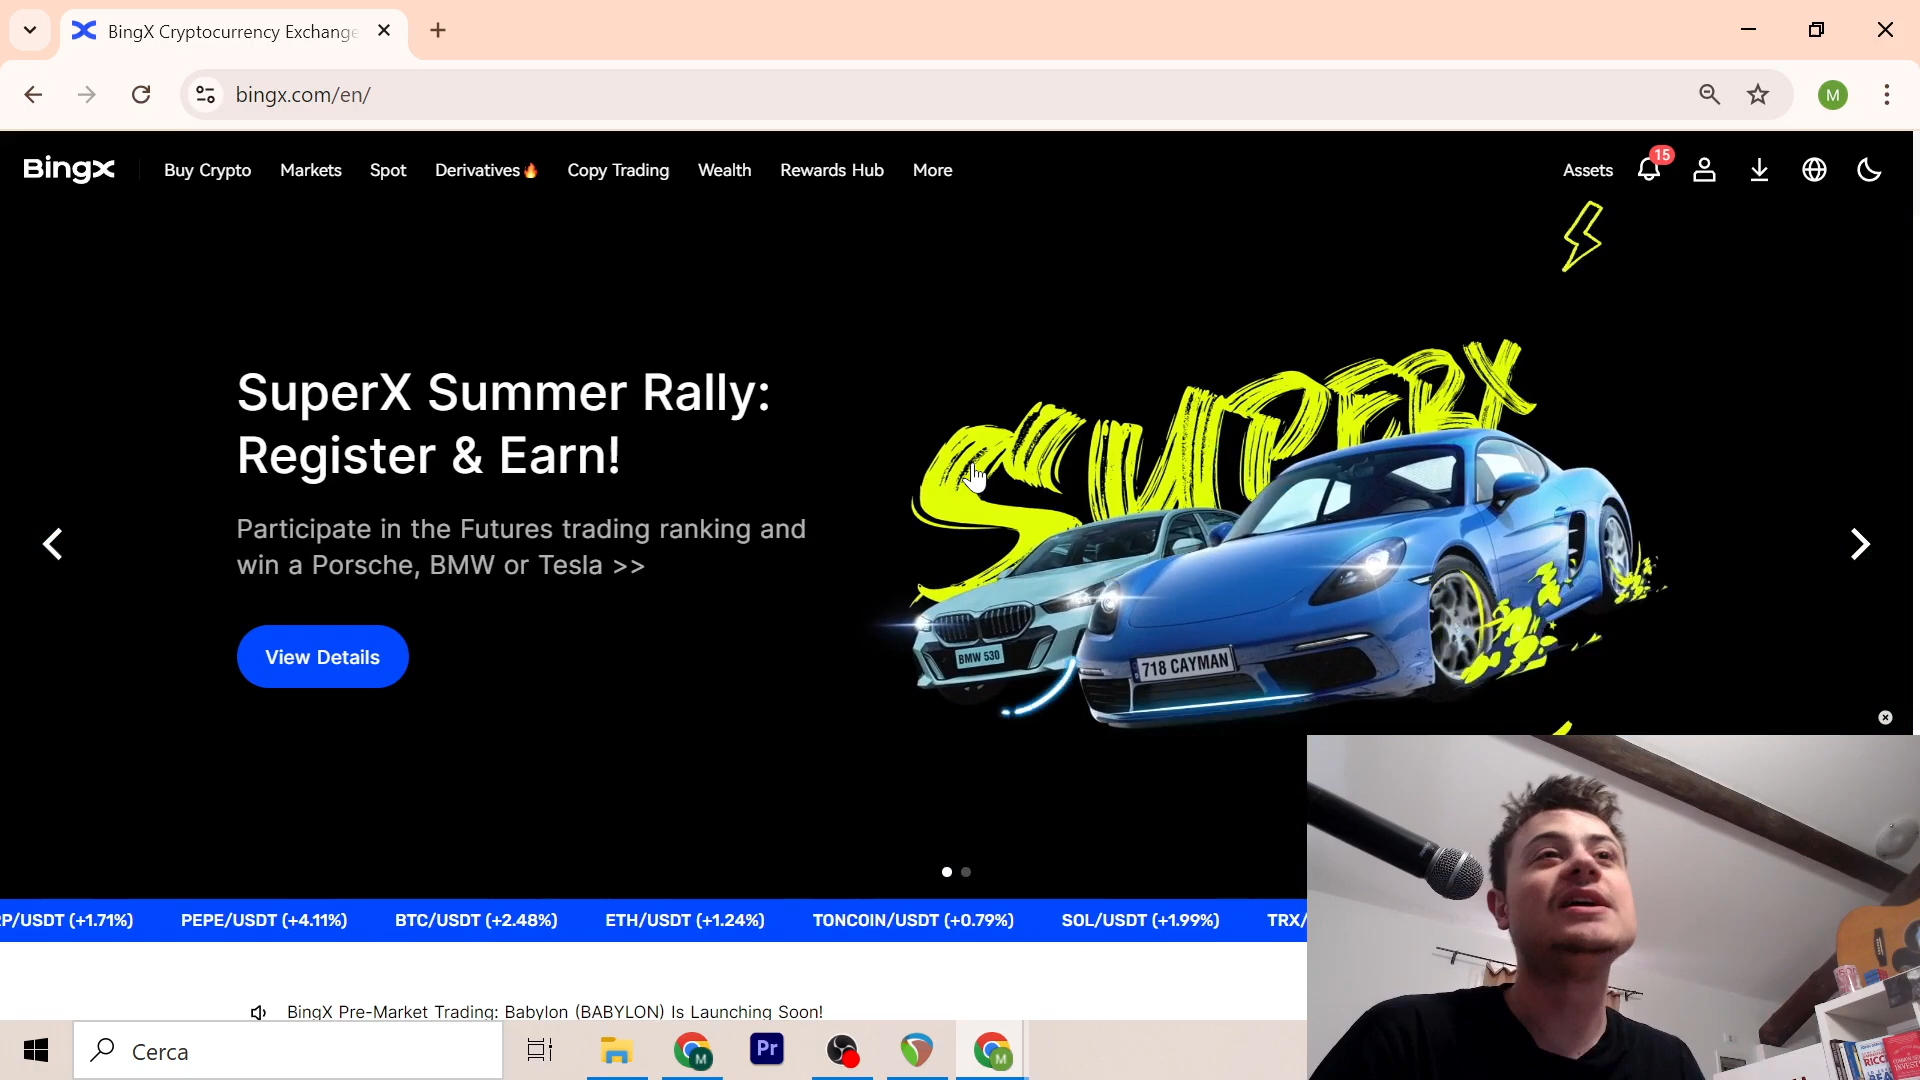 BingX Cryptocurrency Exchange
bingx.com/en/
M
BingX
Buy Crypto
Markets
Spot
Derivatives
Copy Trading
Wealth
Rewards Hub
More
Assets
15
SuperX Summer Rally:
Register & Earn!
Participate in the Futures trading ranking and
win a Porsche, BMW or Tesla >>
View Details
SUPERX
BMW 530
718 CAYMAN
P/USDT (+1.71%)
PEPE/USDT (+4.11%)
BTC/USDT (+2.48%)
ETH/USDT (+1.24%)
TONCOIN/USDT (+0.79%)
SOL/USDT (+1.99%)
TRX/
BingX Pre-Market Trading: Babylon (BABYLON) Is Launching Soon!
Cerca
M
Pr
M